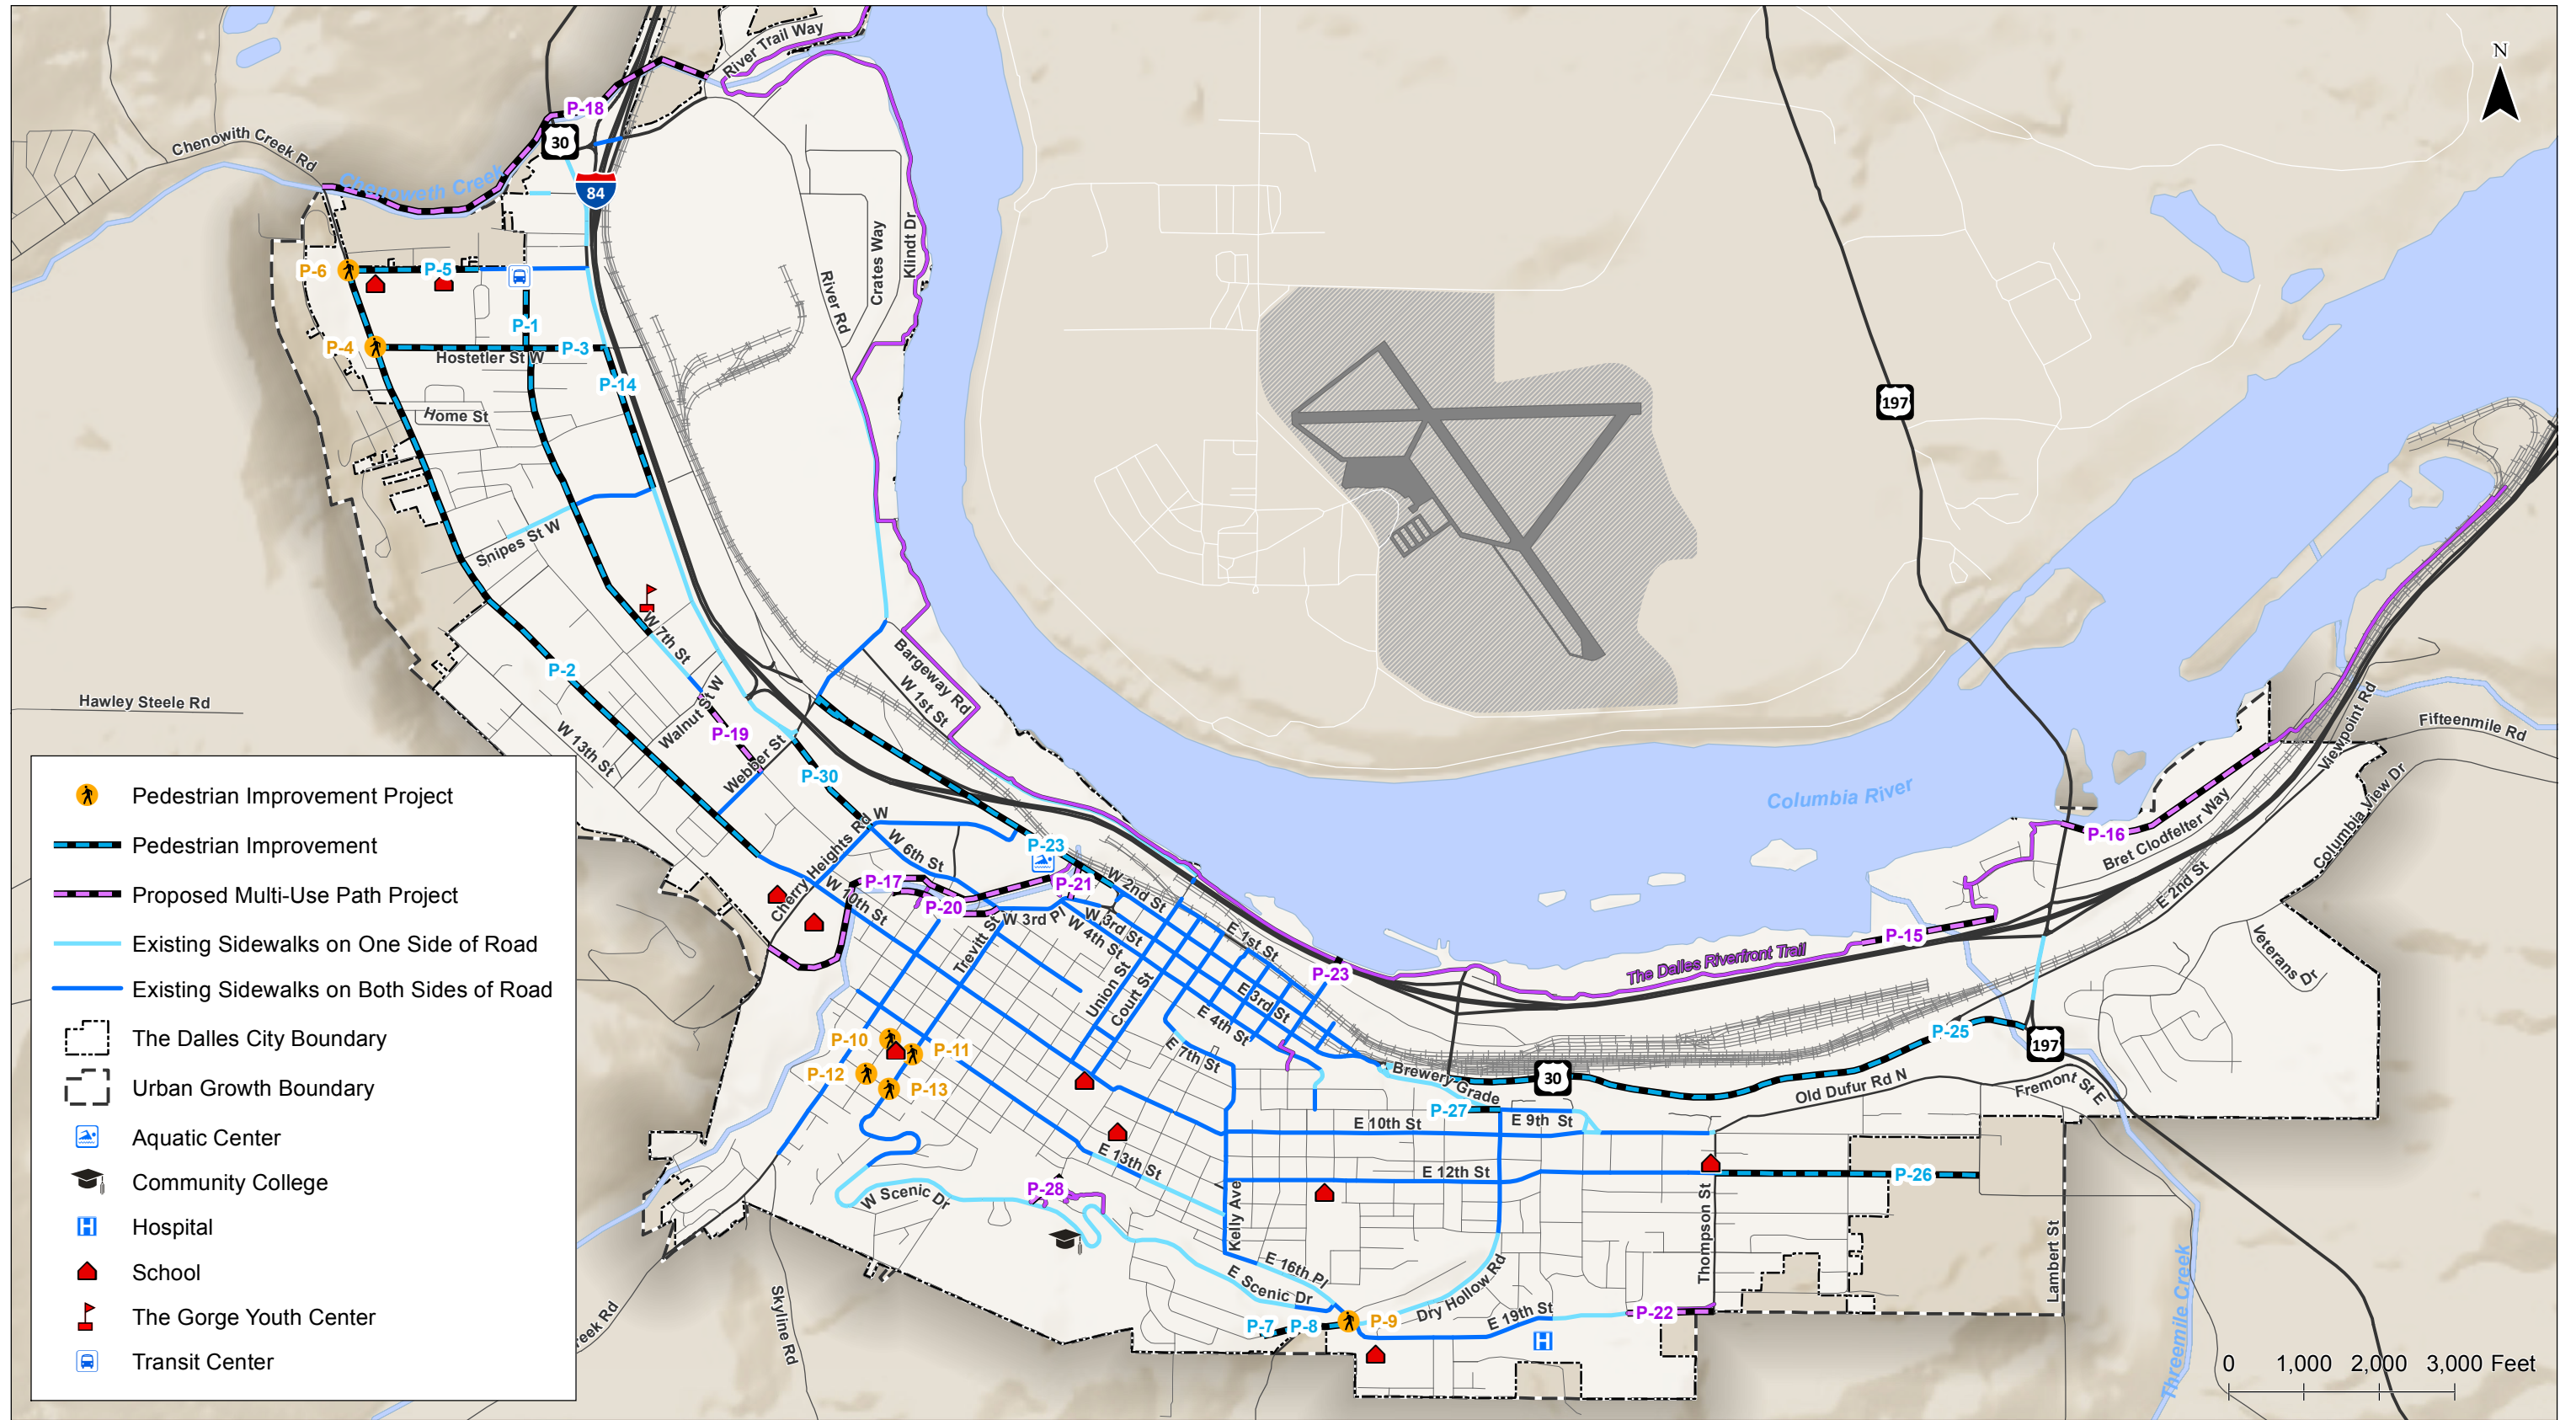 River Trail Way
N
P-18
30
Chenowith Creek Rd
Chenoweth Creek
84
Crates Way
Klindt Dr
P-6
P-5
River Rd
P-1
P-4
P-3
Hostetler St W
P-14
197
Home St
Snipes St W
W 7th St
P-2
Bargeway Rd
W 1st St
Hawley Steele Rd
Walnut St W
P-19
W 13th St
Webber St
P-30
Viewpoint Rd
Fifteenmile Rd
Columbia River
Columbia View Dr
Bret Clodfelter Way
P-16
Cherry Heights Rd W
W 6th St
P-23
P-17
P-21
W 2nd St
E 2nd St
W 10th St
P-20
W 3rd Pl
W 3rd St
W 4th St
Trevitt St
E 1st St
P-15
The Dalles Riverfront Trail
P-23
Veterans Dr
Union St
Court St
E 3rd St
E 4th St
P-10
P-11
E 7th St
P-25
197
P-12
P-13
Brewery Grade
30
Old Dufur Rd N
Fremont St E
P-27
E 10th St
E 9th St
E 13th St
E 12th St
P-26
P-28
W Scenic Dr
Kelly Ave
Thompson St
Lambert St
E 16th Pl
E Scenic Dr
Dry Hollow Rd
E 19th St
P-22
P-7
P-8
P-9
Skyline Rd
reek Rd
Threemile Creek
Pedestrian Improvement Project
Pedestrian Improvement
Proposed Multi-Use Path Project
Existing Sidewalks on One Side of Road
Existing Sidewalks on Both Sides of Road
The Dalles City Boundary
Urban Growth Boundary
Aquatic Center
Community College
H Hospital
School
The Gorge Youth Center
Transit Center
H
0 1,000 2,000 3,000 Feet